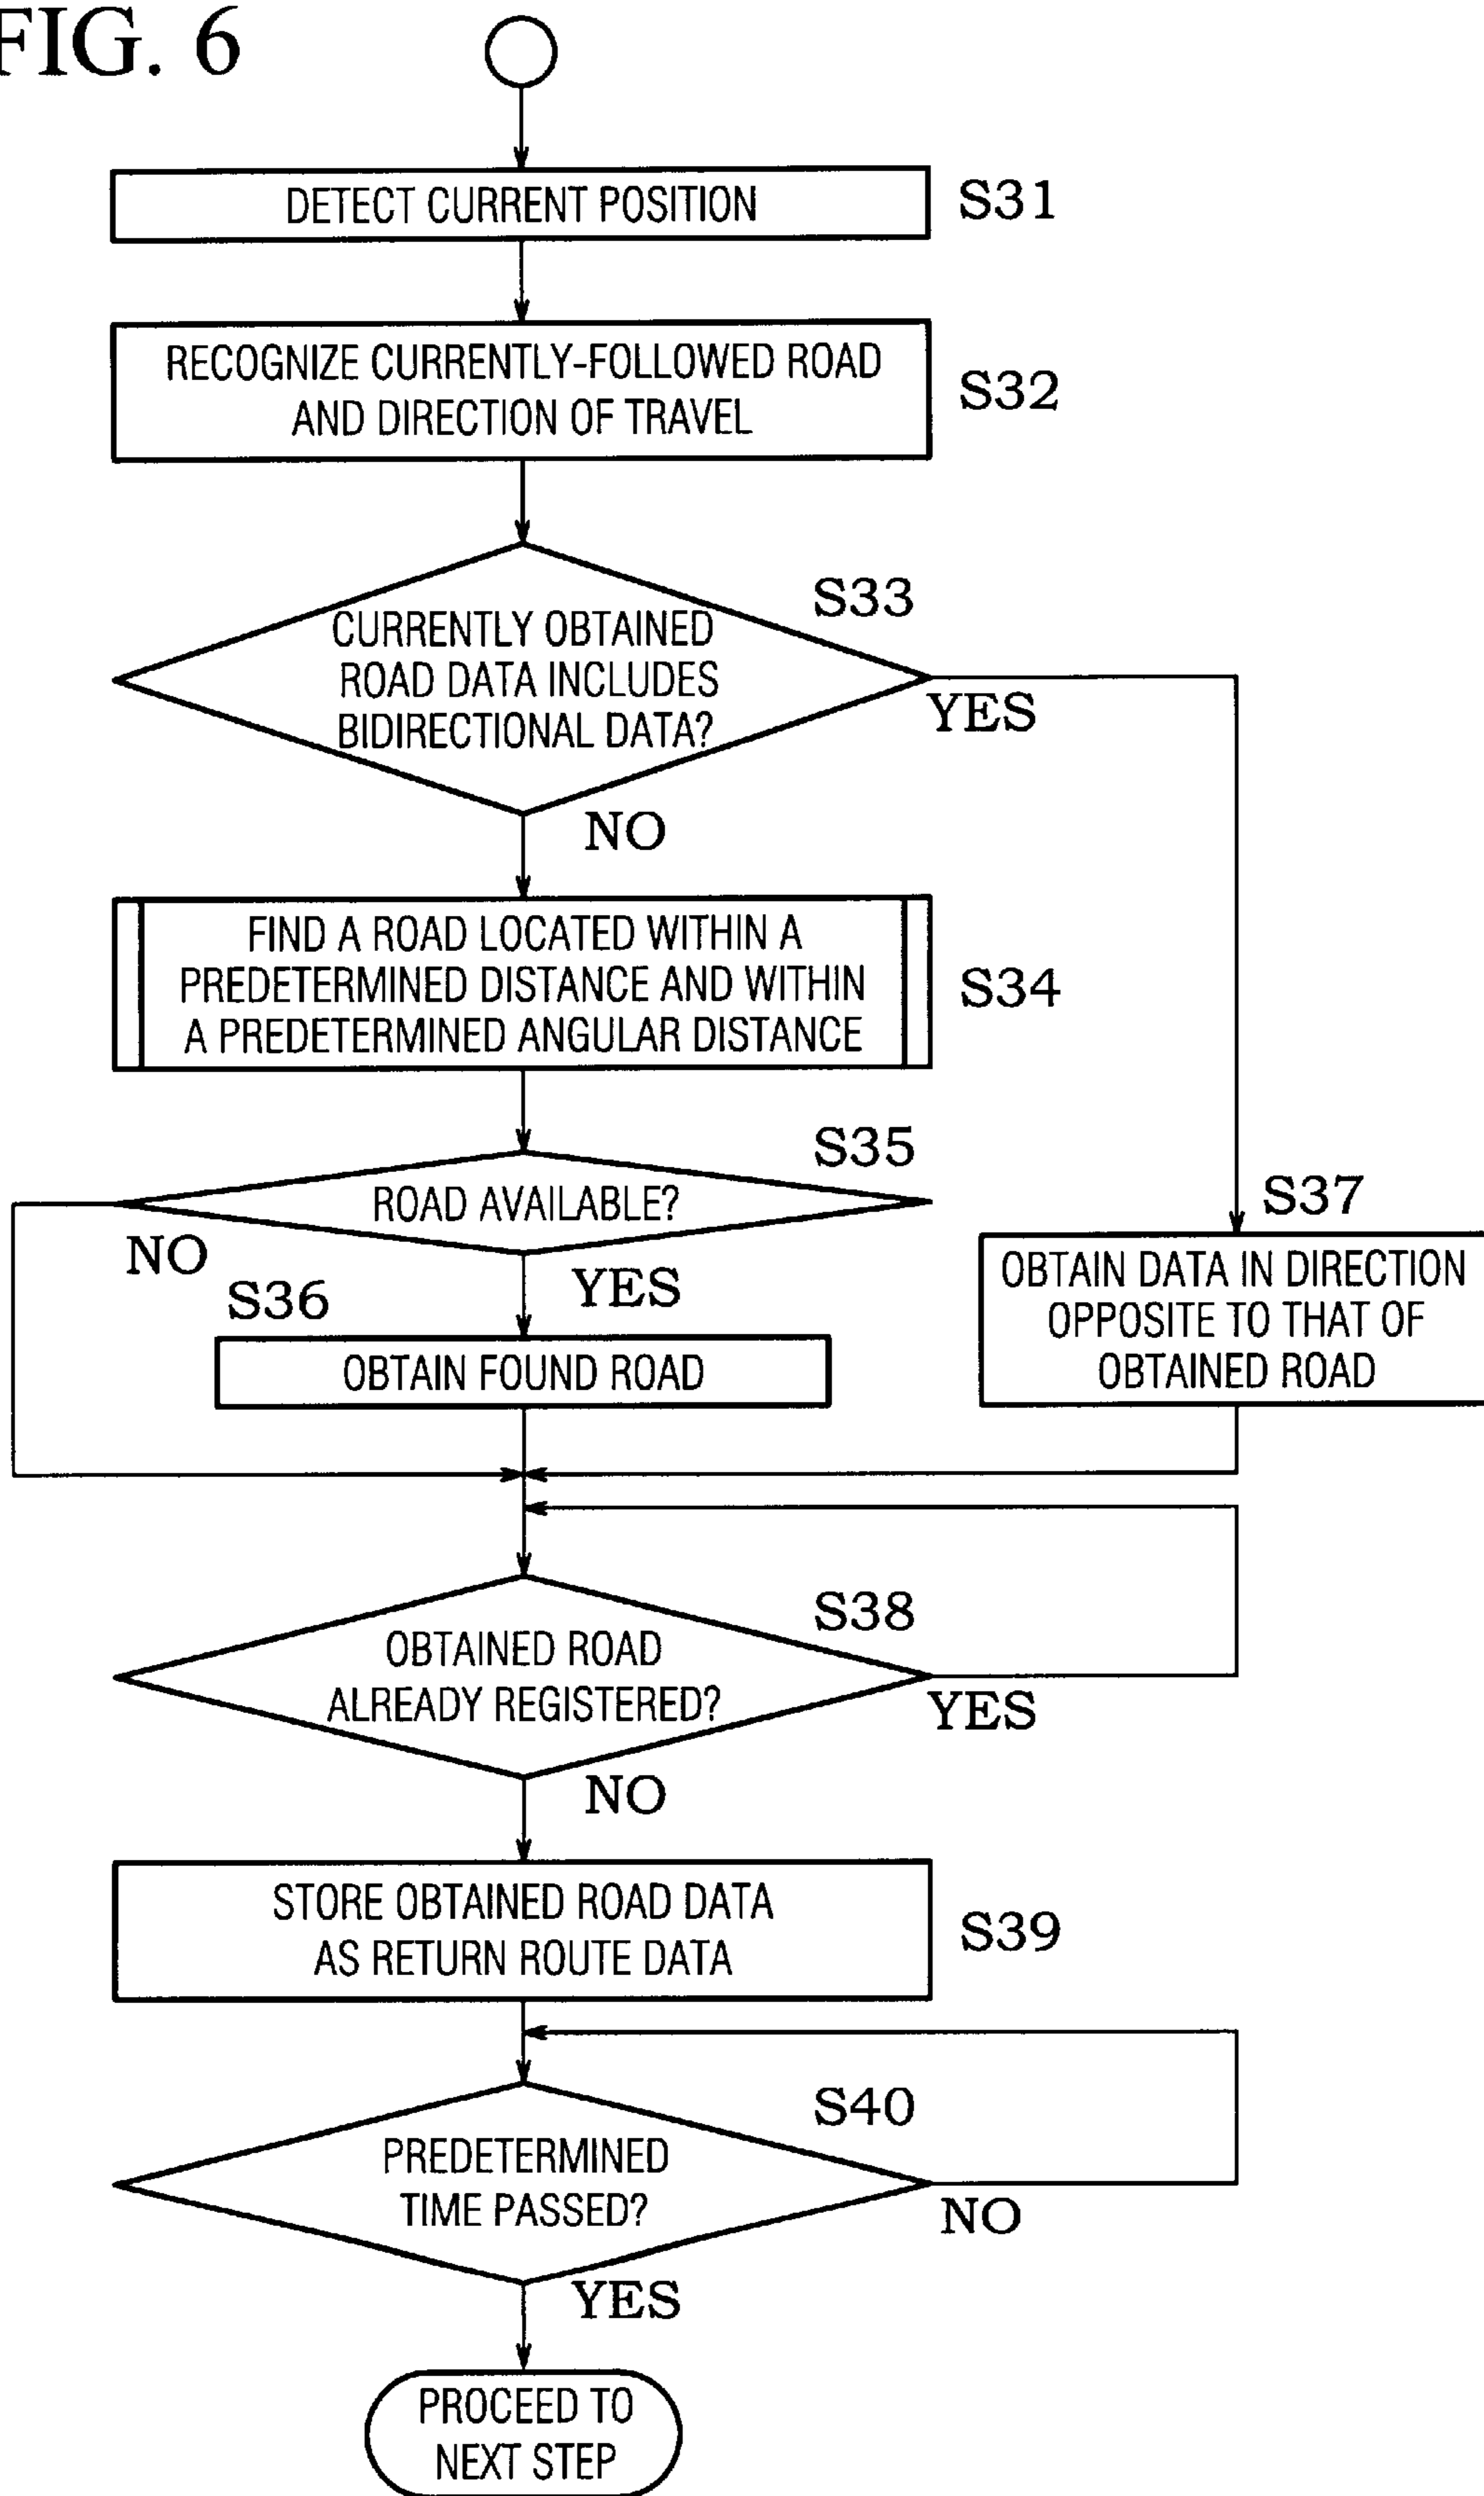 FIG. 6
DETECT CURRENT POSITION
S31
RECOGNIZE CURRENTLY-FOLLOWED ROAD
AND DIRECTION OF TRAVEL
S32
S33
CURRENTLY OBTAINED
ROAD DATA INCLUDES
BIDIRECTIONAL DATA?
YES
NO
FIND A ROAD LOCATED WITHIN A
PREDETERMINED DISTANCE AND WITHIN
A PREDETERMINED ANGULAR DISTANCE
S34
S35
ROAD AVAILABLE?
NO
YES
S36
OBTAIN FOUND ROAD
S37
OBTAIN DATA IN DIRECTION
OPPOSITE TO THAT OF
OBTAINED ROAD
S38
OBTAINED ROAD
ALREADY REGISTERED?
YES
NO
STORE OBTAINED ROAD DATA
AS RETURN ROUTE DATA
S39
S40
PREDETERMINED
TIME PASSED?
NO
YES
PROCEED TO
NEXT STEP